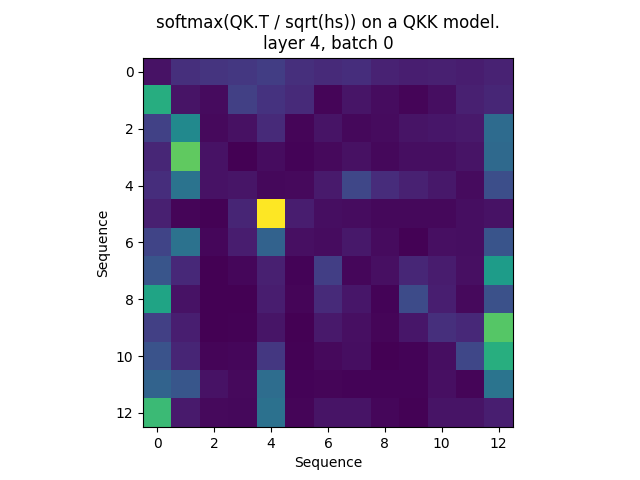 softmax(QK.T / sqrt(hs)) on a QKK model.
layer 4, batch 0
0
2
4
6
8
10
12
Sequence
0 2 4 6 8 10 12
Sequence